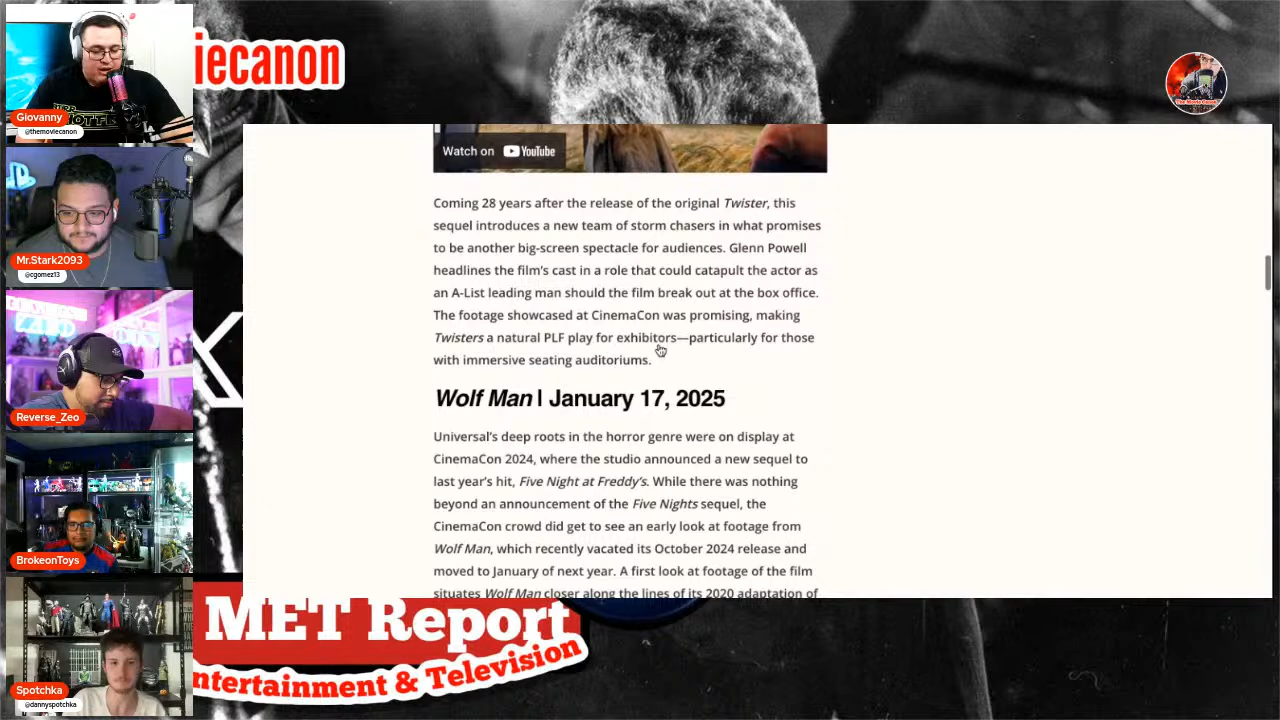 Giovanny
@themoviecanon
Mr.Stark2093
@cgomez13
Reverse_Zeo
BrokeonToys
Spotchka
@dannyspotchka
iecanon
Watch on YouTube
Coming 28 years after the release of the original Twister, this
sequel introduces a new team of storm chasers in what promises
to be another big-screen spectacle for audiences. Glenn Powell
headlines the film's cast in a role that could catapult the actor as
an A-List leading man should the film break out at the box office.
The footage showcased at CinemaCon was promising, making
Twisters a natural PLF play for exhibitors—particularly for those
with immersive seating auditoriums.
Wolf Man | January 17, 2025
Universal's deep roots in the horror genre were on display at
CinemaCon 2024, where the studio announced a new sequel to
last year's hit, Five Night at Freddy's. While there was nothing
beyond an announcement of the Five Nights sequel, the
CinemaCon crowd did get to see an early look at footage from
Wolf Man, which recently vacated its October 2024 release and
moved to January of next year. A first look at footage of the film
situates Wolf Man closer along the lines of its 2020 adaptation of
MET Report
ntertainment & Television